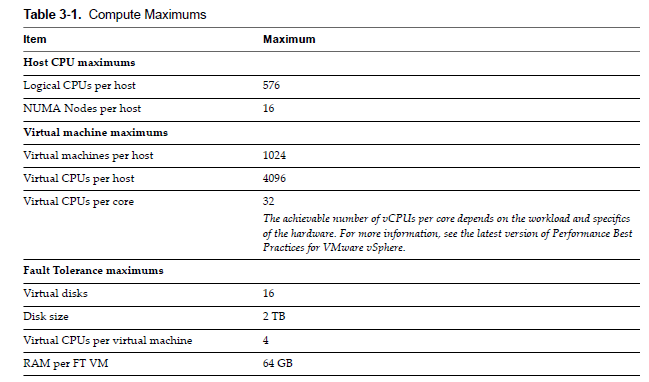 Table 3-1. Compute Maximums
Item Maximum
Host CPU maximums
Logical CPUs per host 576
NUMA Nodes per host 16
Virtual machine maximums
Virtual machines per host 1024
Virtual CPUs per host 4096
Virtual CPUs per core 32
The achievable number of vCPUs per core depends on the workload and specifics
of the hardware. For more information, see the latest version of Performance Best
Practices for VMware vSphere.
Fault Tolerance maximums
Virtual disks 16
Disk size 2 TB
Virtual CPUs per virtual machine 4
RAM per FT VM 64 GB